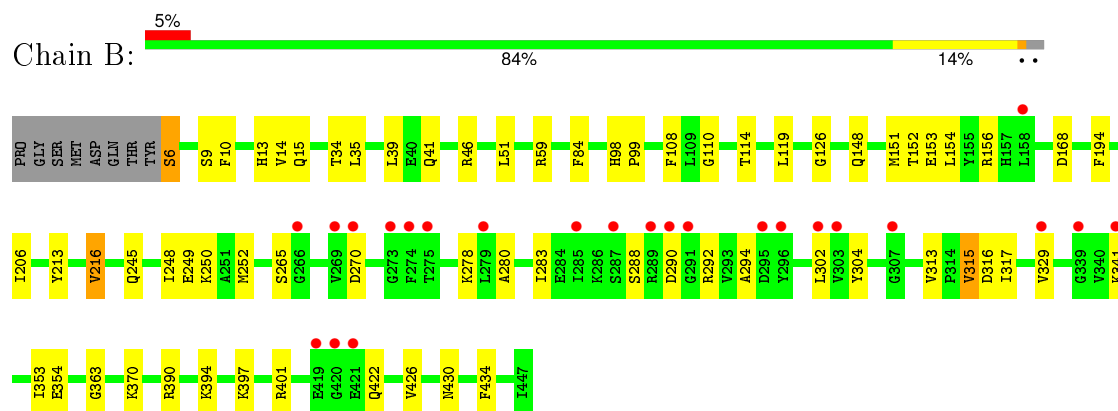 5%
Chain B:
84%
14%
• •
PRO GLY SER MET ASP GLN THR TYR S6 S9 F10 H13 V14 Q15 T34 L35 L39 E40 Q41 R46 L51 R59 F84 H98 P99 F108 L109 G110 T114 L119 G126 Q148 M151 T152 E153 L154 Y155 R156 H157 L158 D168 F194
I206 Y213 V216 Q245 I248 E249 K250 A251 M252 S265 G266 V269 D270 G273 F274 T275 K278 L279 A280 I283 E284 I285 K286 S287 S288 R289 D290 G291 R292 V293 A294 D295 Y296 L302 V303 Y304 G307 V313 P314 V315 D316 I317 V329 G339 V340 K341
I353 E354 G363 K370 R390 K394 K397 R401 E419 G420 E421 Q422 V426 N430 F434 I447